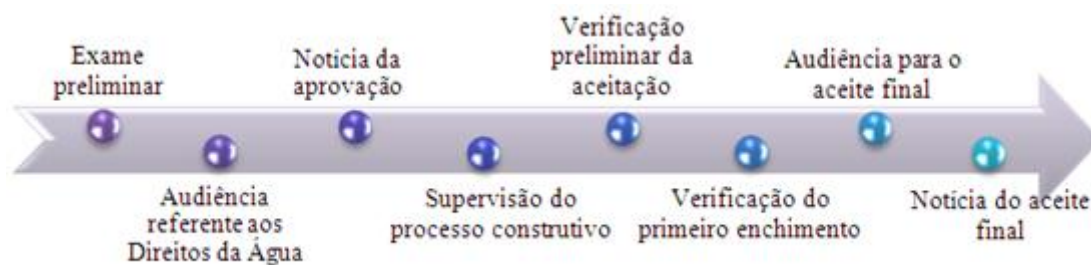 Exame
preliminar
Audiência
referente aos
Direitos da Água
Notícia da
aprovação
Supervisão do
processo construtivo
Verificação
preliminar da
aceitação
Verificação do
primeiro enchimento
Audiência para o
aceite final
Notícia do aceite
final